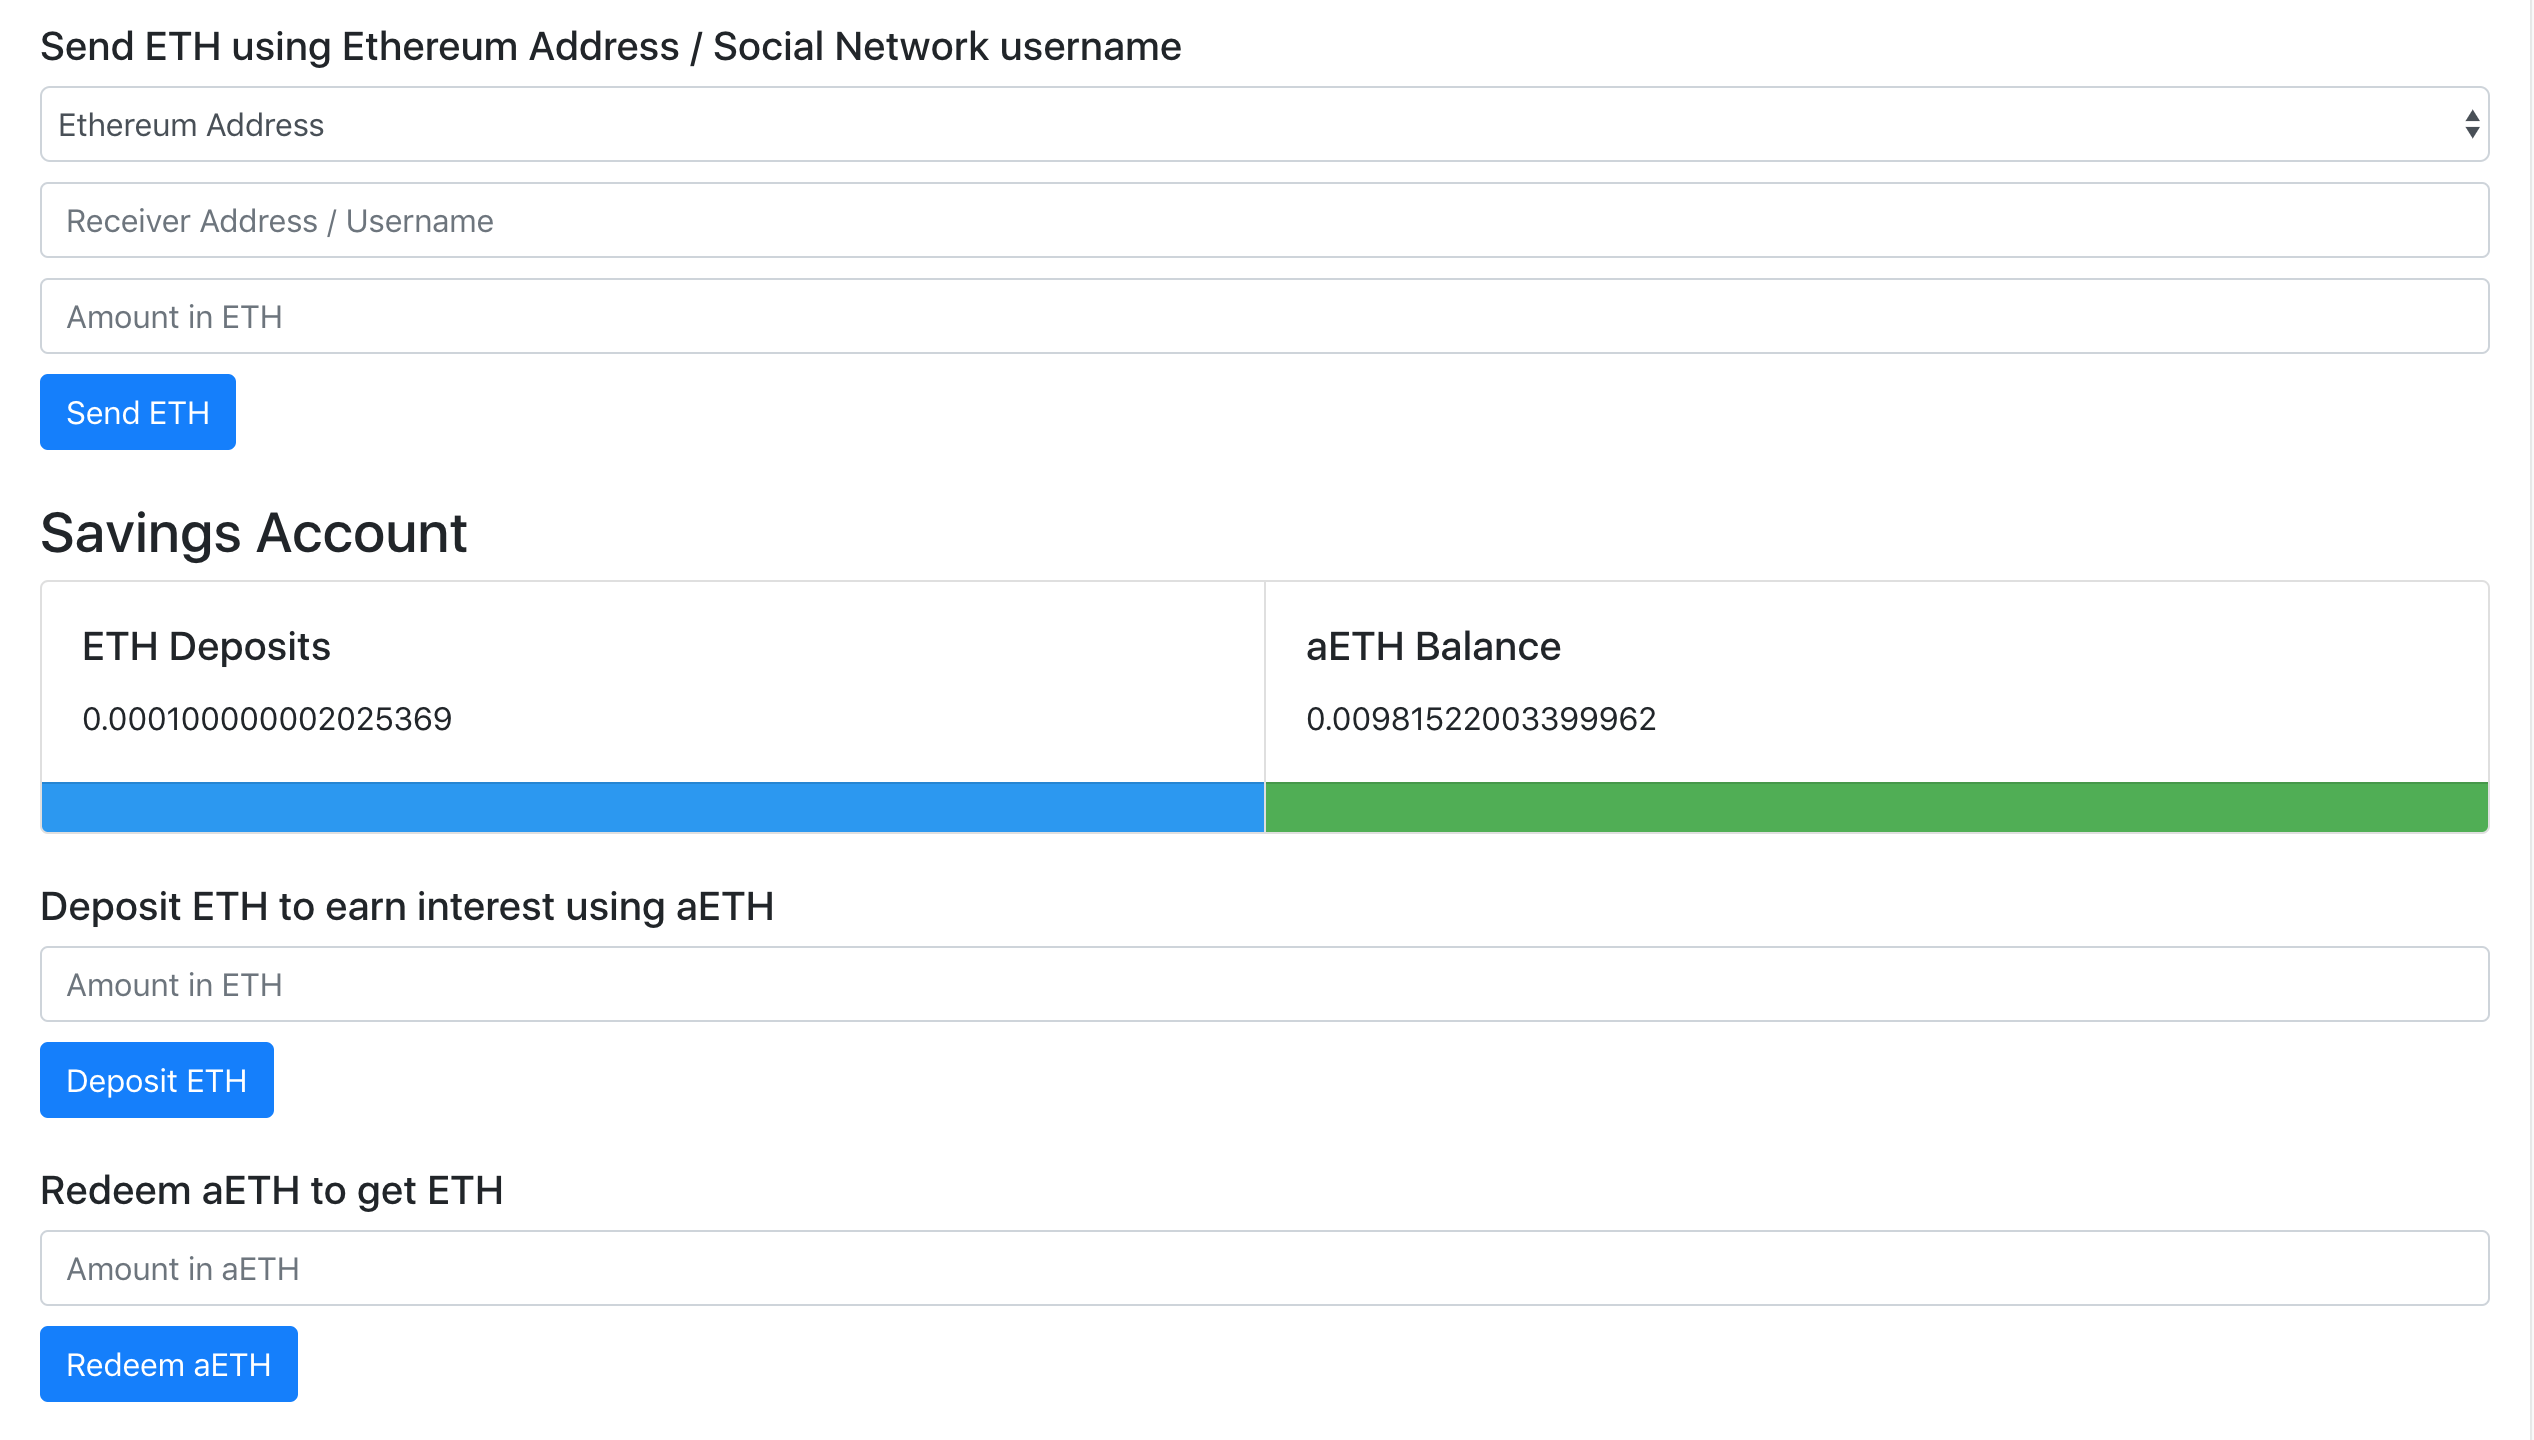 Send ETH using Ethereum Address / Social Network username
Ethereum Address
Receiver Address / Username
Amount in ETH
Send ETH
Savings Account
ETH Deposits
0.000100000002025369
aETH Balance
0.00981522003399962
Deposit ETH to earn interest using aETH
Amount in ETH
Deposit ETH
Redeem aETH to get ETH
Amount in aETH
Redeem aETH